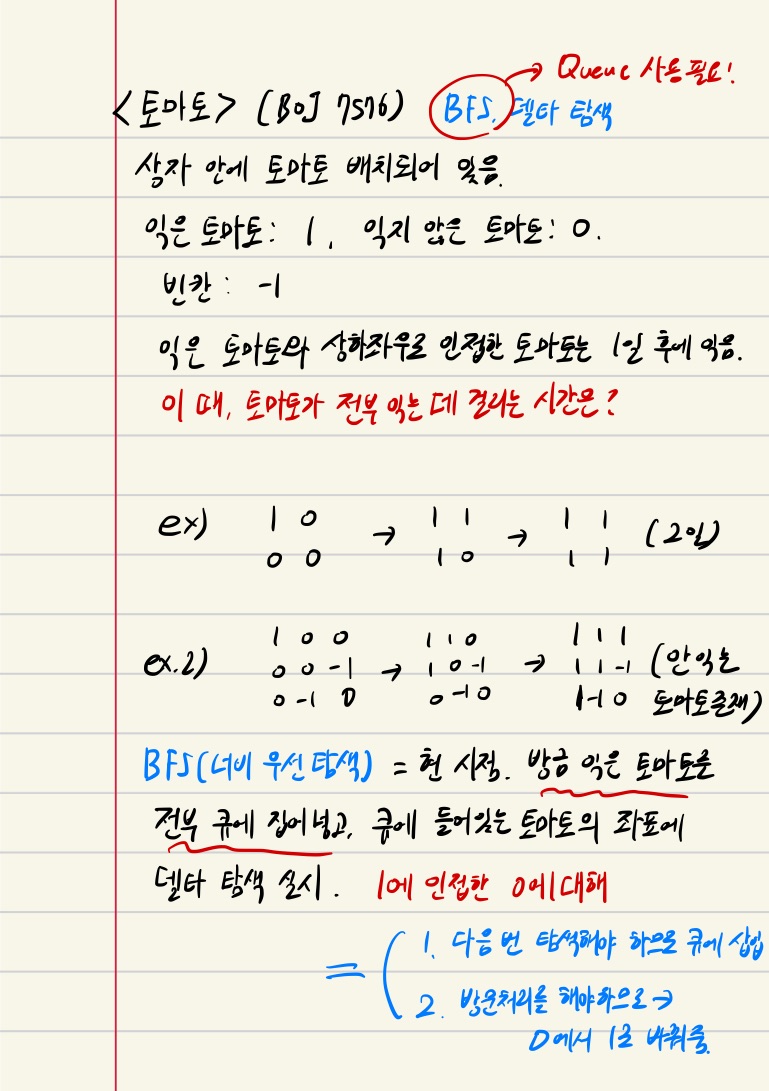 → Queue 사용 필요!
<토마토> (BOJ 7576) BFS, 델타 탐색
상자 안에 토마토 배치되어 있음.
익은 토마토: 1, 익지 않은 토마토: 0.
빈칸: -1
익은 토마토와 상하좌우로 인접한 토마토는 1일 후에 익음.
이 때, 토마토가 전부 익는 데 걸리는 시간은?
ex) 1 0 → 1 1 → 1 1 (2일)
0 0 1 0 1 1
ex.2) 1 0 0 1 1 0 1 1 1
0 0 -1 → 1 0 -1 → 1 1 -1 (안익는
0 -1 0 0 -1 0 1 -1 0 토마토존재)
BFS(너비 우선 탐색) = 현 시점. 방금 익은 토마토를
전부 큐에 집어넣고, 큐에 들어있는 토마토의 좌표에
델타 탐색 실시. 1에 인접한 0에 대해
= ( 1. 다음 번 탐색해야 하므로 큐에 삽입
2. 방문처리를 해야하므로 →
0에서 1로 바꿔줌.